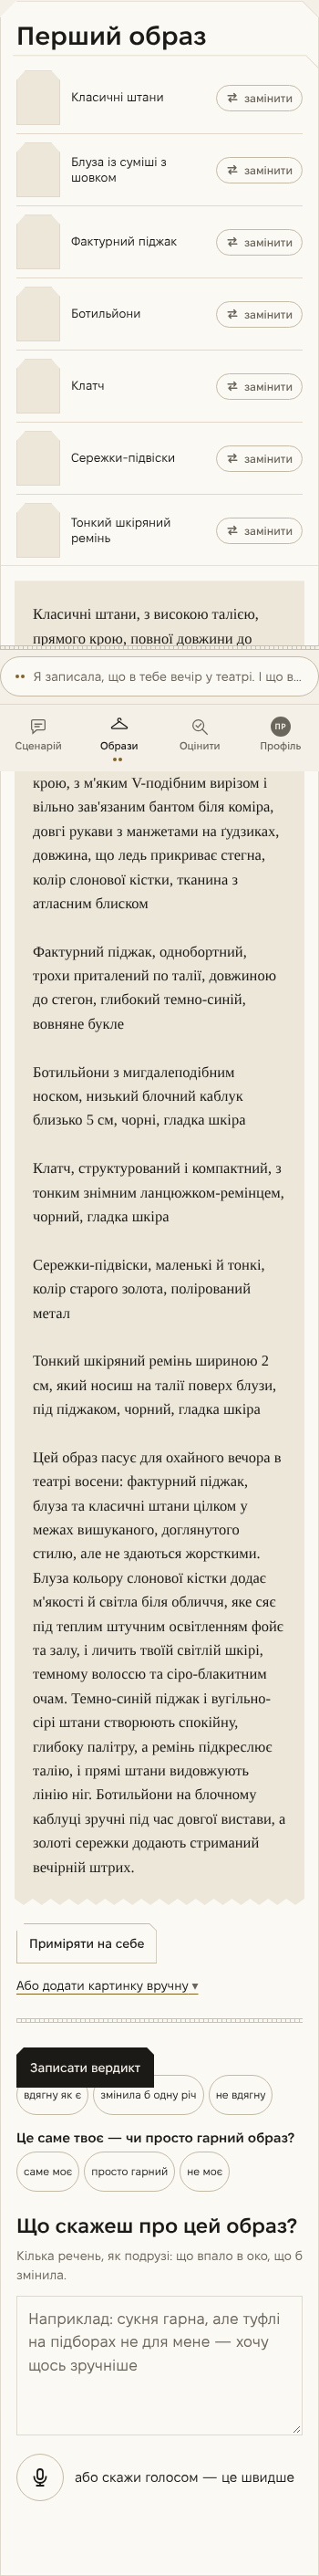 Перший образ
Класичні штани
замінити
Блуза із суміші з
шовком
замінити
Фактурний піджак
замінити
Ботильйони
замінити
Клатч
замінити
Сережки-підвіски
замінити
Тонкий шкіряний
ремінь
замінити
Класичні штани, з високою талією,
прямого крою, повної довжини до
Я записала, що в тебе вечір у театрі. І що в...
Сценарій
Образи
Оцінити
ПР
Профіль
крою, з м'яким V-подібним вирізом і
вільно зав'язаним бантом біля коміра,
довгі рукави з манжетами на ґудзиках,
довжина, що ледь прикриває стегна,
колір слонової кістки, тканина з
атласним блиском
Фактурний піджак, однобортний,
трохи приталений по талії, довжиною
до стегон, глибокий темно-синій,
вовняне букле
Ботильйони з мигдалеподібним
носком, низький блочний каблук
близько 5 см, чорні, гладка шкіра
Клатч, структурований і компактний, з
тонким знімним ланцюжком-ремінцем,
чорний, гладка шкіра
Сережки-підвіски, маленькі й тонкі,
колір старого золота, полірований
метал
Тонкий шкіряний ремінь шириною 2
см, який носиш на талії поверх блузи,
під піджаком, чорний, гладка шкіра
Цей образ пасує для охайного вечора в
театрі восени: фактурний піджак,
блуза та класичні штани цілком у
межах вишуканого, доглянутого
стилю, але не здаються жорсткими.
Блуза кольору слонової кістки додає
м'якості й світла біля обличчя, яке сяє
під теплим штучним освітленням фойє
та залу, і личить твоїй світлій шкірі,
темному волоссю та сіро-блакитним
очам. Темно-синій піджак і вугільно-
сірі штани створюють спокійну,
глибоку палітру, а ремінь підкреслює
талію, і прямі штани видовжують
лінію ніг. Ботильйони на блочному
каблуці зручні під час довгої вистави, а
золоті сережки додають стриманий
вечірній штрих.
Приміряти на себе
Або додати картинку вручну ▾
Записати вердикт
вдягну як є
змінила б одну річ
не вдягну
Це саме твоє — чи просто гарний образ?
саме моє
просто гарний
не моє
Що скажеш про цей образ?
Кілька речень, як подрузі: що впало в око, що б
змінила.
Наприклад: сукня гарна, але туфлі
на підборах не для мене — хочу
щось зручніше
або скажи голосом — це швидше